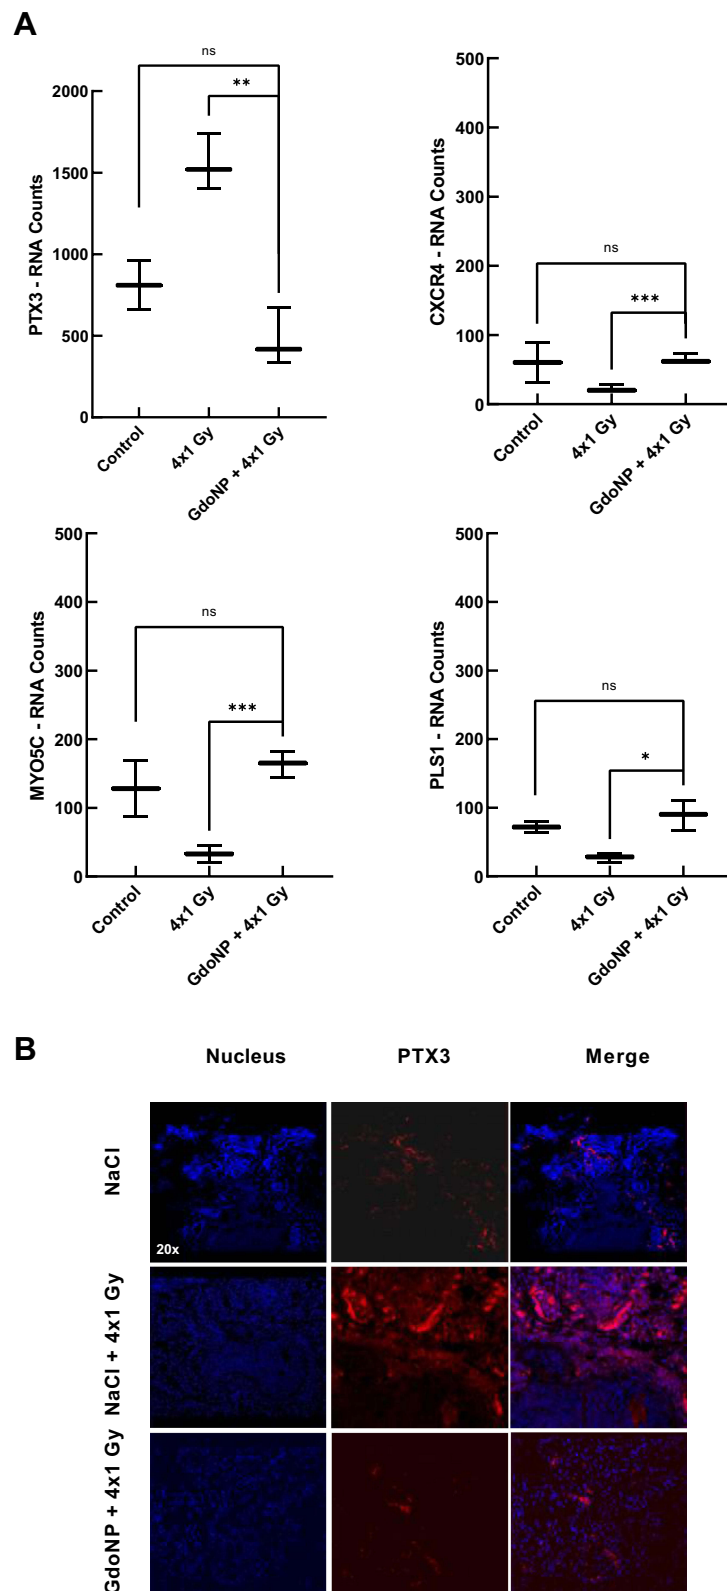 A
ns
**
2000
1500
1000
500
0
PTX3 - RNA Counts
Control
4x1 Gy
GdoNP + 4x1 Gy
500
400
300
200
100
0
CXCR4 - RNA Counts
ns
***
Control
4x1 Gy
GdoNP + 4x1 Gy
500
400
300
200
100
0
MYO5C - RNA Counts
ns
***
Control
4x1 Gy
GdoNP + 4x1 Gy
500
400
300
200
100
0
PLS1 - RNA Counts
ns
*
Control
4x1 Gy
GdoNP + 4x1 Gy
B
Nucleus
PTX3
Merge
NaCl
20x
NaCl + 4x1 Gy
GdoNP + 4x1 Gy